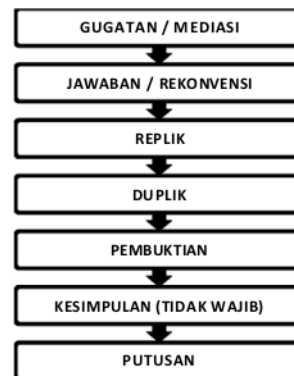 GUGATAN / MEDIASI
JAWABAN / REKONVENSI
REPLIK
DUPLIK
PEMBUKTIAN
KESIMPULAN (TIDAK WAJIB)
PUTUSAN